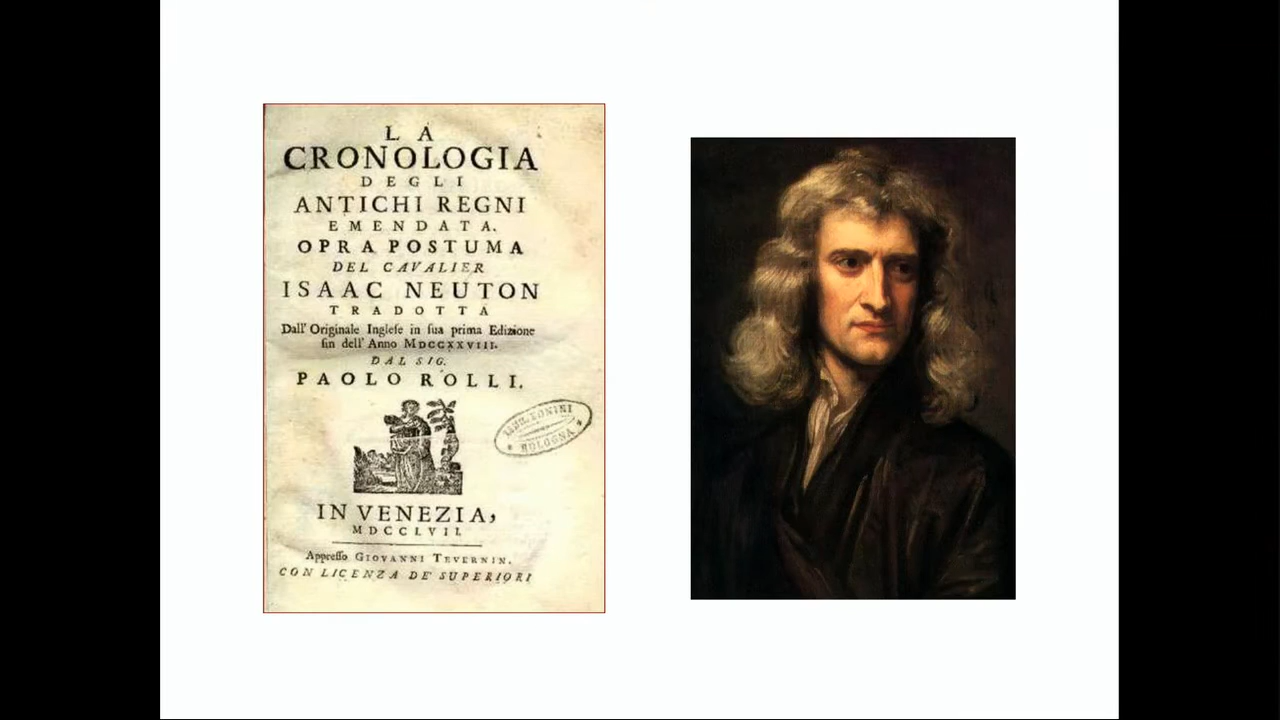 LA
CRONOLOGIA
DEGLI
ANTICHI REGNI
EMENDATA.
OPRA POSTUMA
DEL CAVALIER
ISAAC NEUTON
TRADOTTA
Dall' Originale Inglese in sua prima Edizione
fin dell' Anno MDCCXXVIII.
DAL SIG.
PAOLO ROLLI.
BOLOGNA
IN VENEZIA,
MDCCLVII.
Appresso GIOVANNI TEVERNIN.
CON LICENZA DE' SUPERIORI